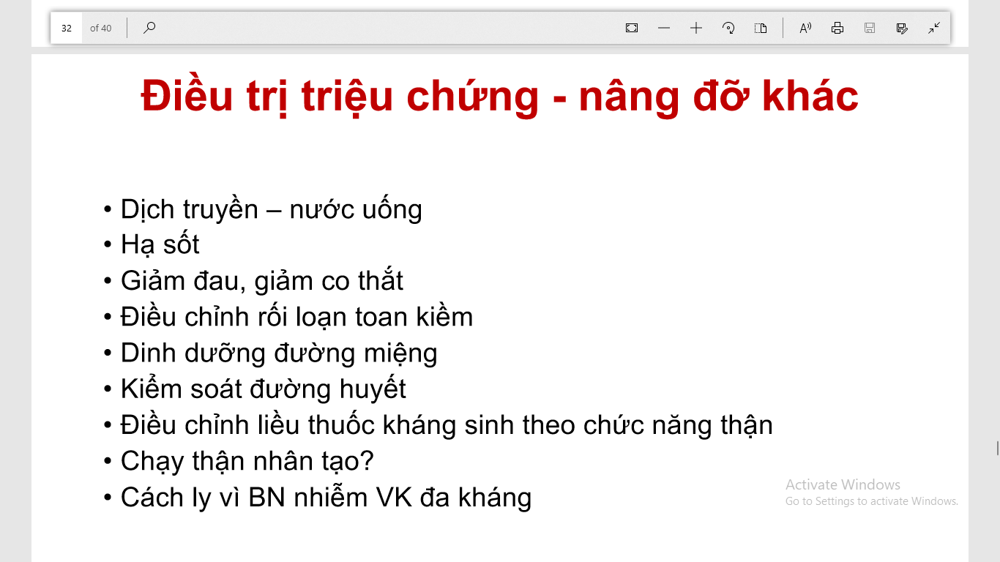 32 of 40
Điều trị triệu chứng - nâng đỡ khác
• Dịch truyền – nước uống
• Hạ sốt
• Giảm đau, giảm co thắt
• Điều chỉnh rối loạn toan kiềm
• Dinh dưỡng đường miệng
• Kiểm soát đường huyết
• Điều chỉnh liều thuốc kháng sinh theo chức năng thận
• Chạy thận nhân tạo?
• Cách ly vì BN nhiễm VK đa kháng
Activate Windows
Go to Settings to activate Windows.